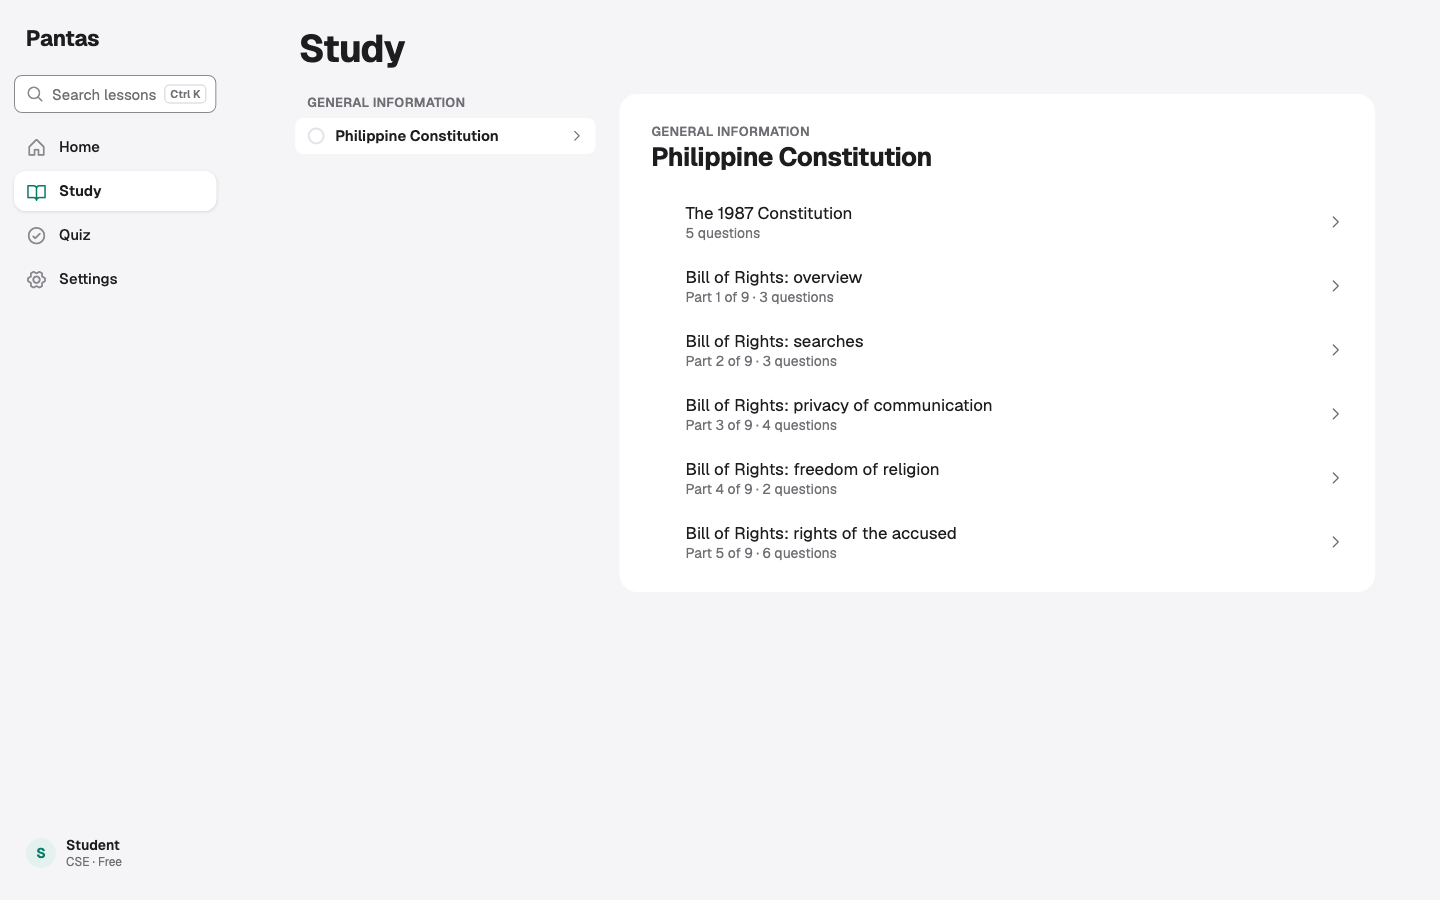 Pantas
Search lessons
Ctrl K
Home
Study
Quiz
Settings
Student
CSE · Free
Study
GENERAL INFORMATION
Philippine Constitution
GENERAL INFORMATION
Philippine Constitution
The 1987 Constitution
5 questions
Bill of Rights: overview
Part 1 of 9 · 3 questions
Bill of Rights: searches
Part 2 of 9 · 3 questions
Bill of Rights: privacy of communication
Part 3 of 9 · 4 questions
Bill of Rights: freedom of religion
Part 4 of 9 · 2 questions
Bill of Rights: rights of the accused
Part 5 of 9 · 6 questions
S